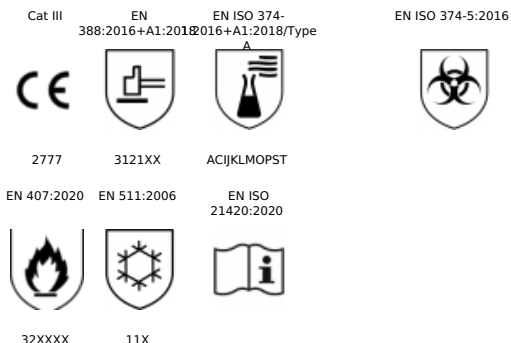 Cat III
EN
388:2016+A1:2018
EN ISO 374-
1:2016+A1:2018/Type
A
EN ISO 374-5:2016
CE
2777
3121XX
ACIJKLMOPST
EN 407:2020
EN 511:2006
EN ISO
21420:2020
i
32XXXX
11X